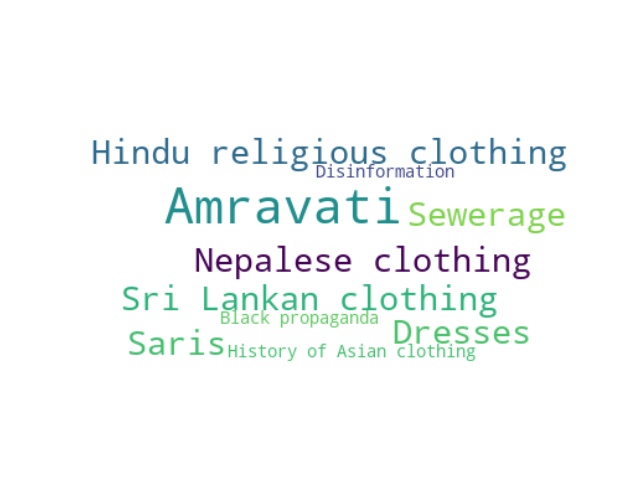 Hindu religious clothing
Disinformation
Amravati
Sewerage
Nepalese clothing
Sri Lankan clothing
Black propaganda
Dresses
Saris
History of Asian clothing